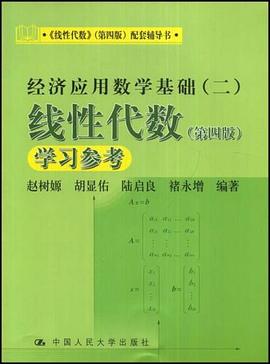 《线性代数》(第四版)配套辅导书
经济应用数学基础(二)
线性代数(第四版)
学习参考
赵树嫄 胡显佑 陆启良 褚永增 编著
Ax=b
中国人民大学出版社